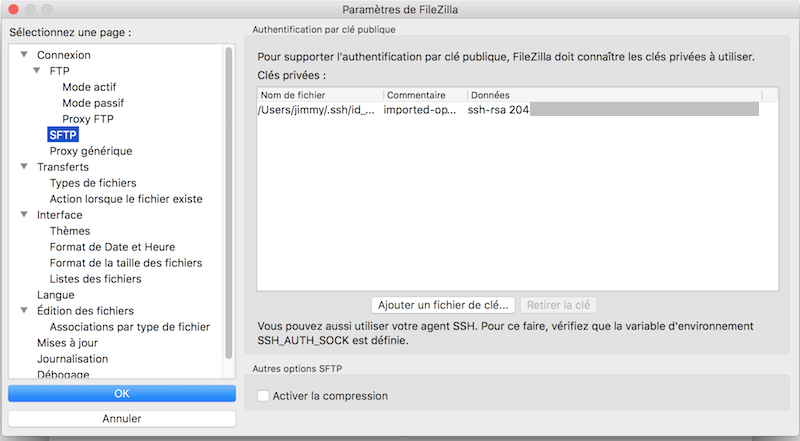 Paramètres de FileZilla
Sélectionnez une page :
Connexion
FTP
Mode actif
Mode passif
Proxy FTP
SFTP
Proxy générique
Transferts
Types de fichiers
Action lorsque le fichier existe
Interface
Thèmes
Format de Date et Heure
Format de la taille des fichiers
Listes des fichiers
Langue
Édition des fichiers
Associations par type de fichier
Mises à jour
Journalisation
Débogage
OK
Annuler
Authentification par clé publique
Pour supporter l'authentification par clé publique, FileZilla doit connaître les clés privées à utiliser.
Clés privées :
Nom de fichier Commentaire Données
/Users/jimmy/.ssh/id_... imported-op... ssh-rsa 204
Ajouter un fichier de clé... Retirer la clé
Vous pouvez aussi utiliser votre agent SSH. Pour ce faire, vérifiez que la variable d'environnement
SSH_AUTH_SOCK est définie.
Autres options SFTP
Activer la compression